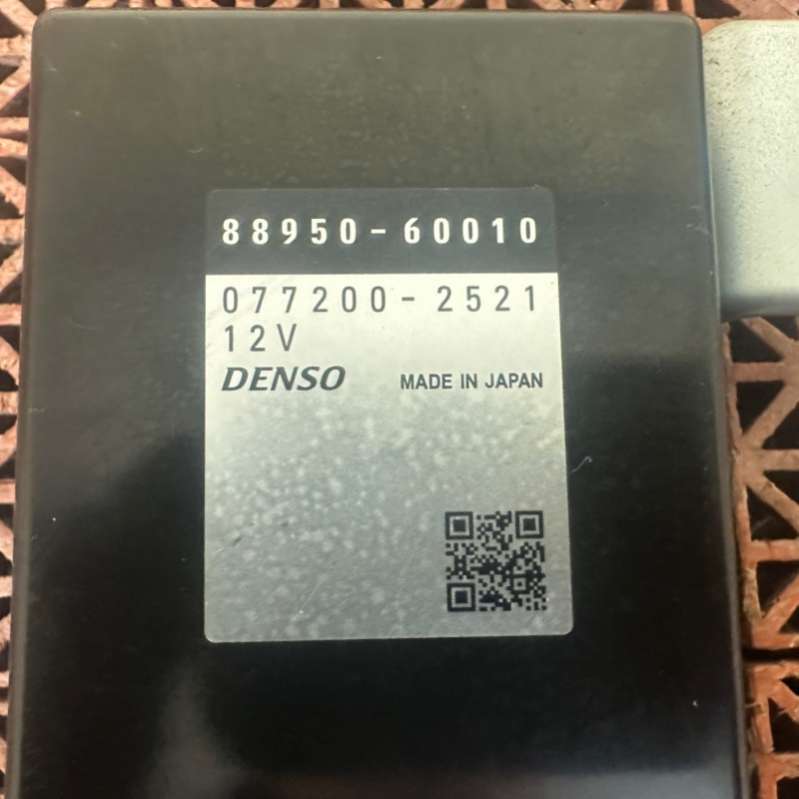 88950-60010
077200-2521
12V
DENSO MADE IN JAPAN